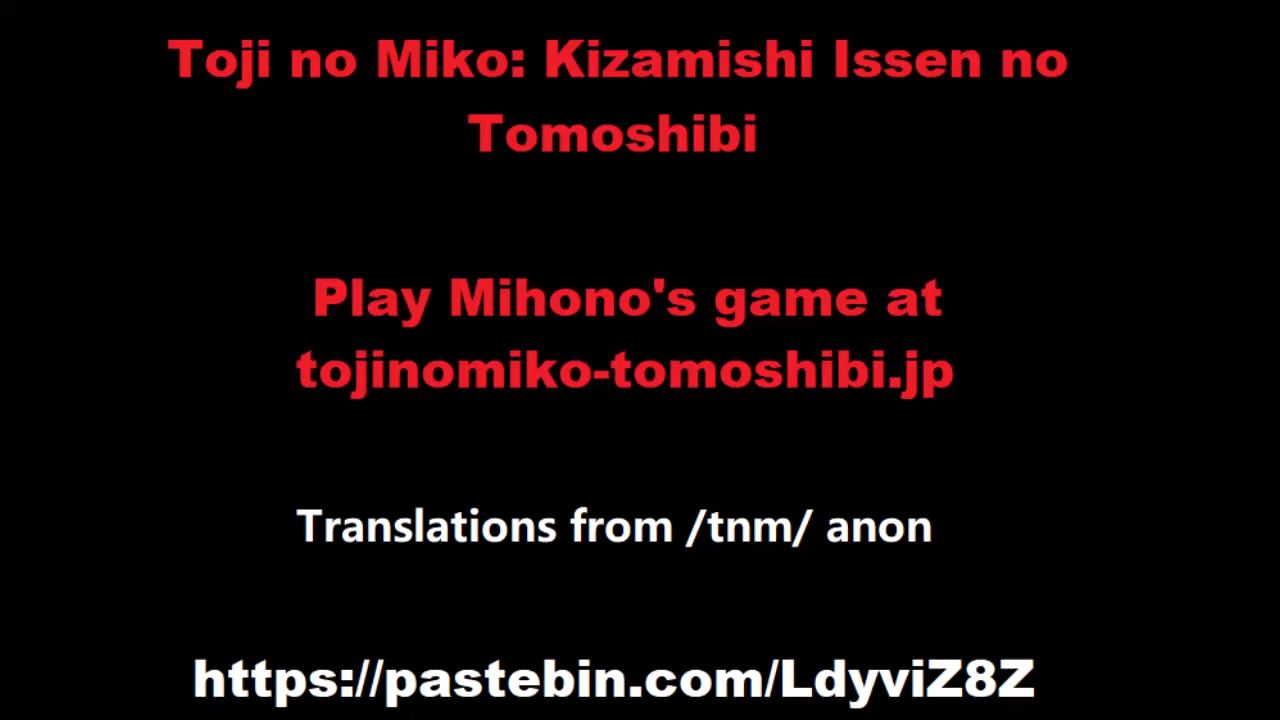 Toji no Miko: Kizamishi Issen no
Tomoshibi
Play Mihono's game at
tojinomiko-tomoshibi.jp
Translations from /tnm/ anon
https://pastebin.com/LdyviZ8Z